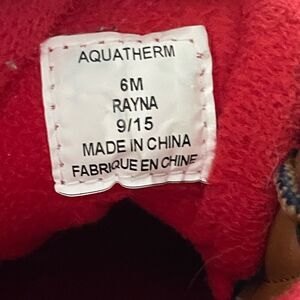 AQUATHERM
6M
RAYNA
9/15
MADE IN CHINA
FABRIQUE EN CHINE